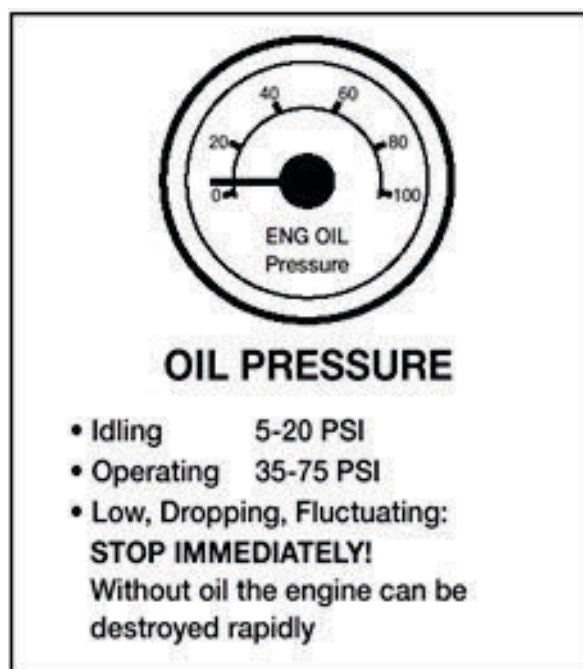 40 60
20 80
0 100
ENG OIL
Pressure
OIL PRESSURE
• Idling 5-20 PSI
• Operating 35-75 PSI
• Low, Dropping, Fluctuating:
STOP IMMEDIATELY!
Without oil the engine can be
destroyed rapidly